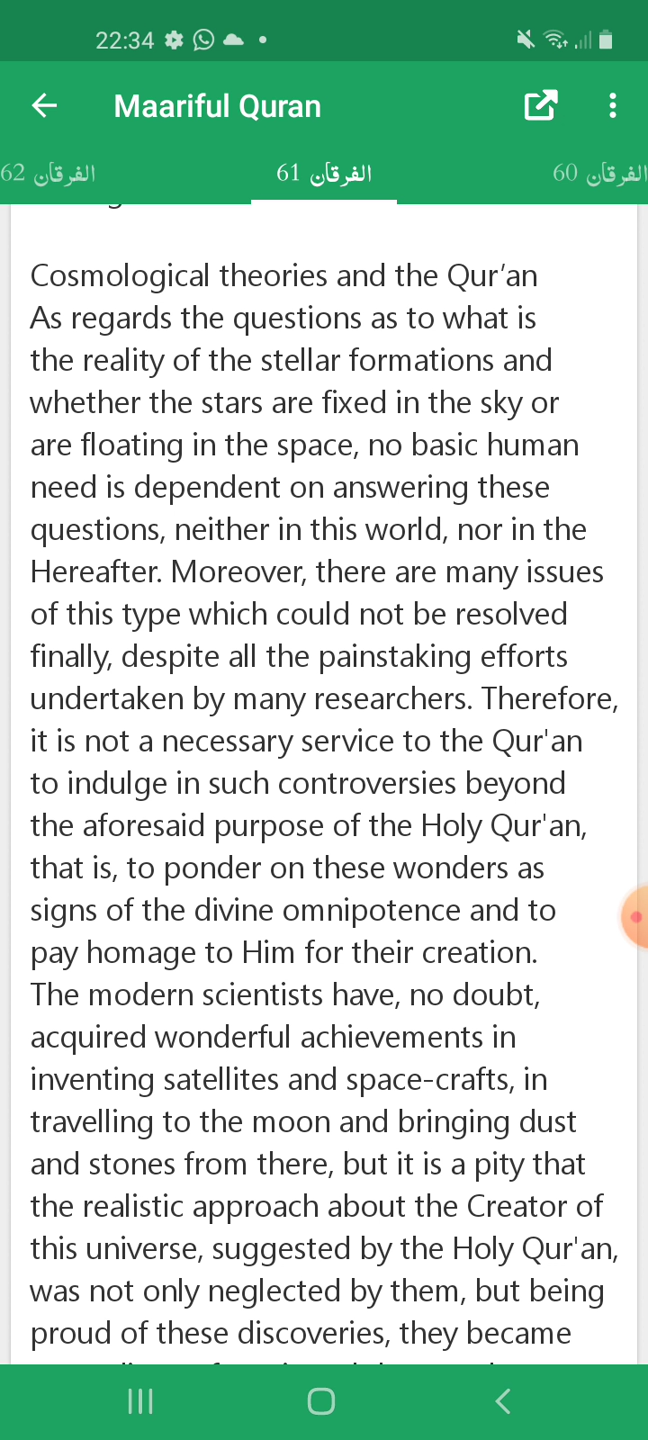 22:34
Maariful Quran
62 الفرقان
61 الفرقان
60 الفرقان
Cosmological theories and the Qur’an
As regards the questions as to what is
the reality of the stellar formations and
whether the stars are fixed in the sky or
are floating in the space, no basic human
need is dependent on answering these
questions, neither in this world, nor in the
Hereafter. Moreover, there are many issues
of this type which could not be resolved
finally, despite all the painstaking efforts
undertaken by many researchers. Therefore,
it is not a necessary service to the Qur'an
to indulge in such controversies beyond
the aforesaid purpose of the Holy Qur'an,
that is, to ponder on these wonders as
signs of the divine omnipotence and to
pay homage to Him for their creation.
The modern scientists have, no doubt,
acquired wonderful achievements in
inventing satellites and space-crafts, in
travelling to the moon and bringing dust
and stones from there, but it is a pity that
the realistic approach about the Creator of
this universe, suggested by the Holy Qur'an,
was not only neglected by them, but being
proud of these discoveries, they became